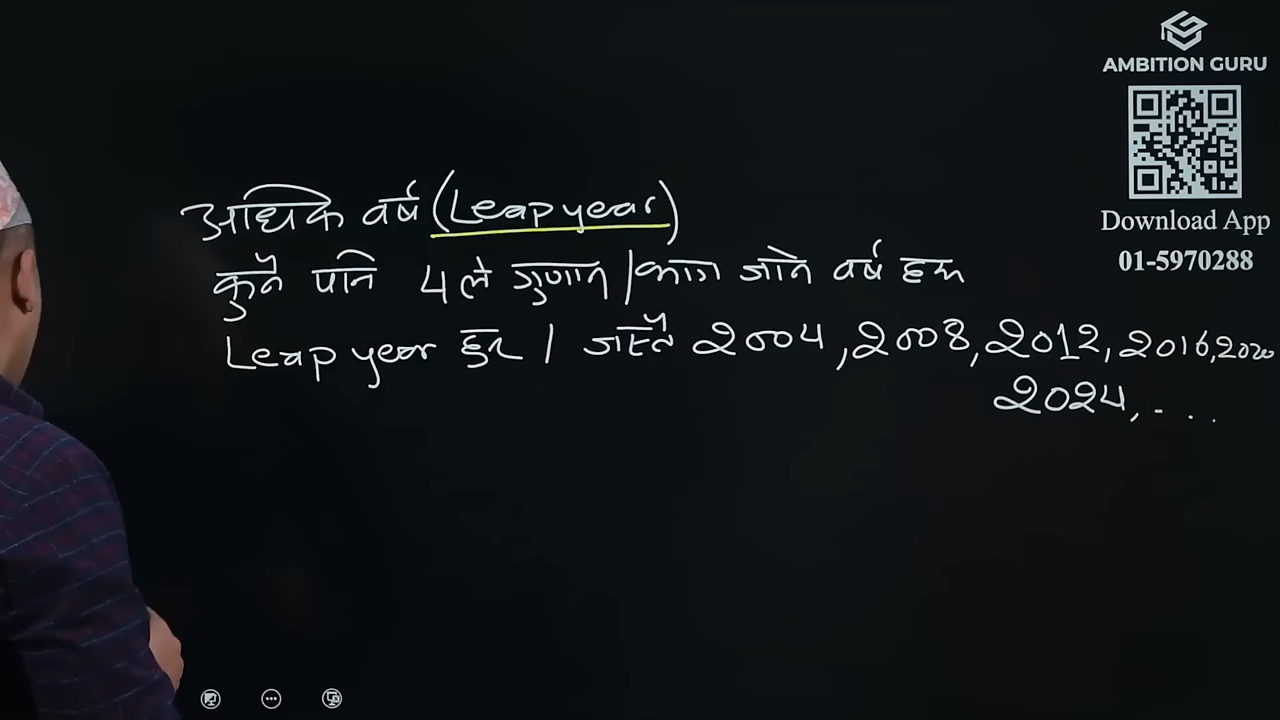 अधिक वर्ष (Leap year)
कुनै पनि 4 ले गुणान / भाग जाने वर्ष हरू
Leap year हुन् । जस्तै 2004, 2008, 2012, 2016, 2020
2024, . . .
AMBITION GURU
Download App
01-5970288